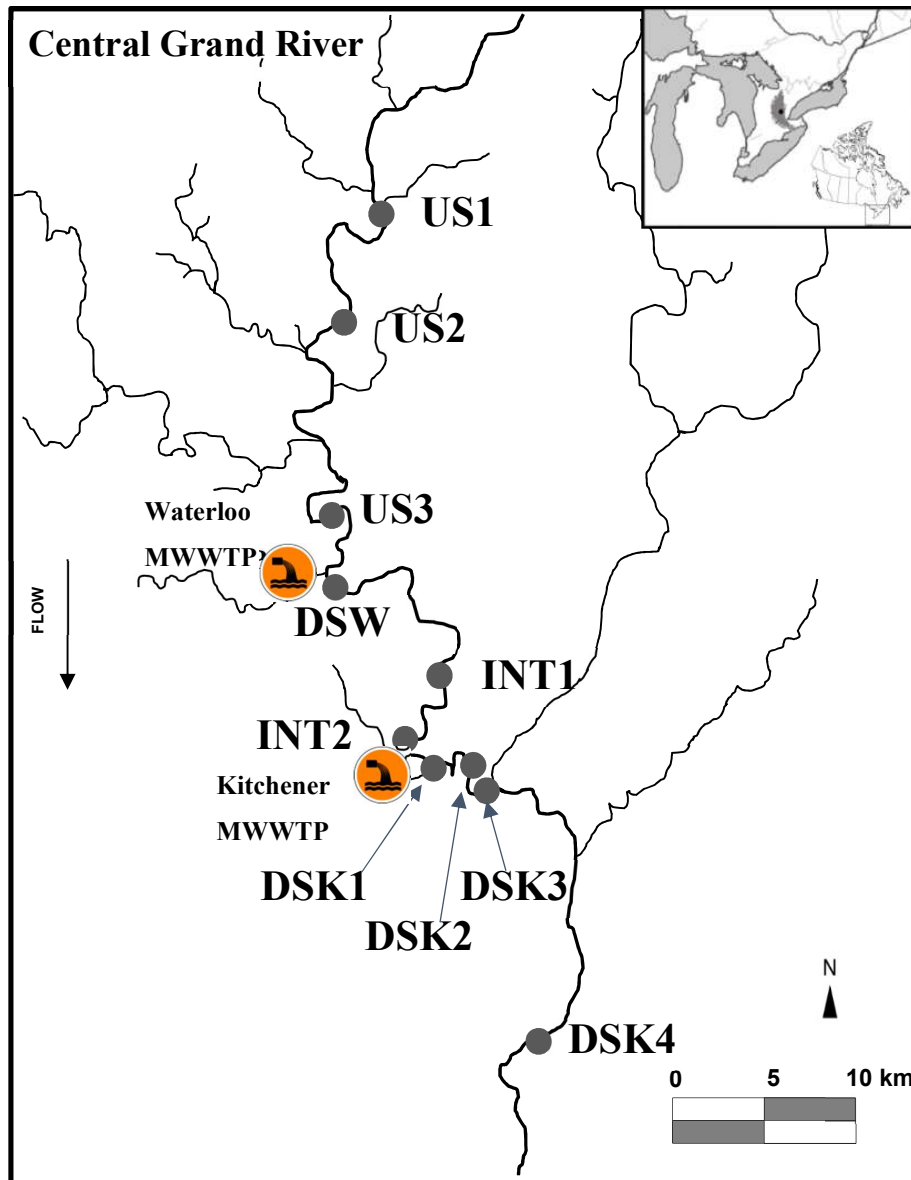 Central Grand River
US1
US2
US3
Waterloo
MWWTP
DSW
FLOW
INT1
INT2
Kitchener
MWWTP
DSK1
DSK3
DSK2
N
DSK4
0 5 10 km